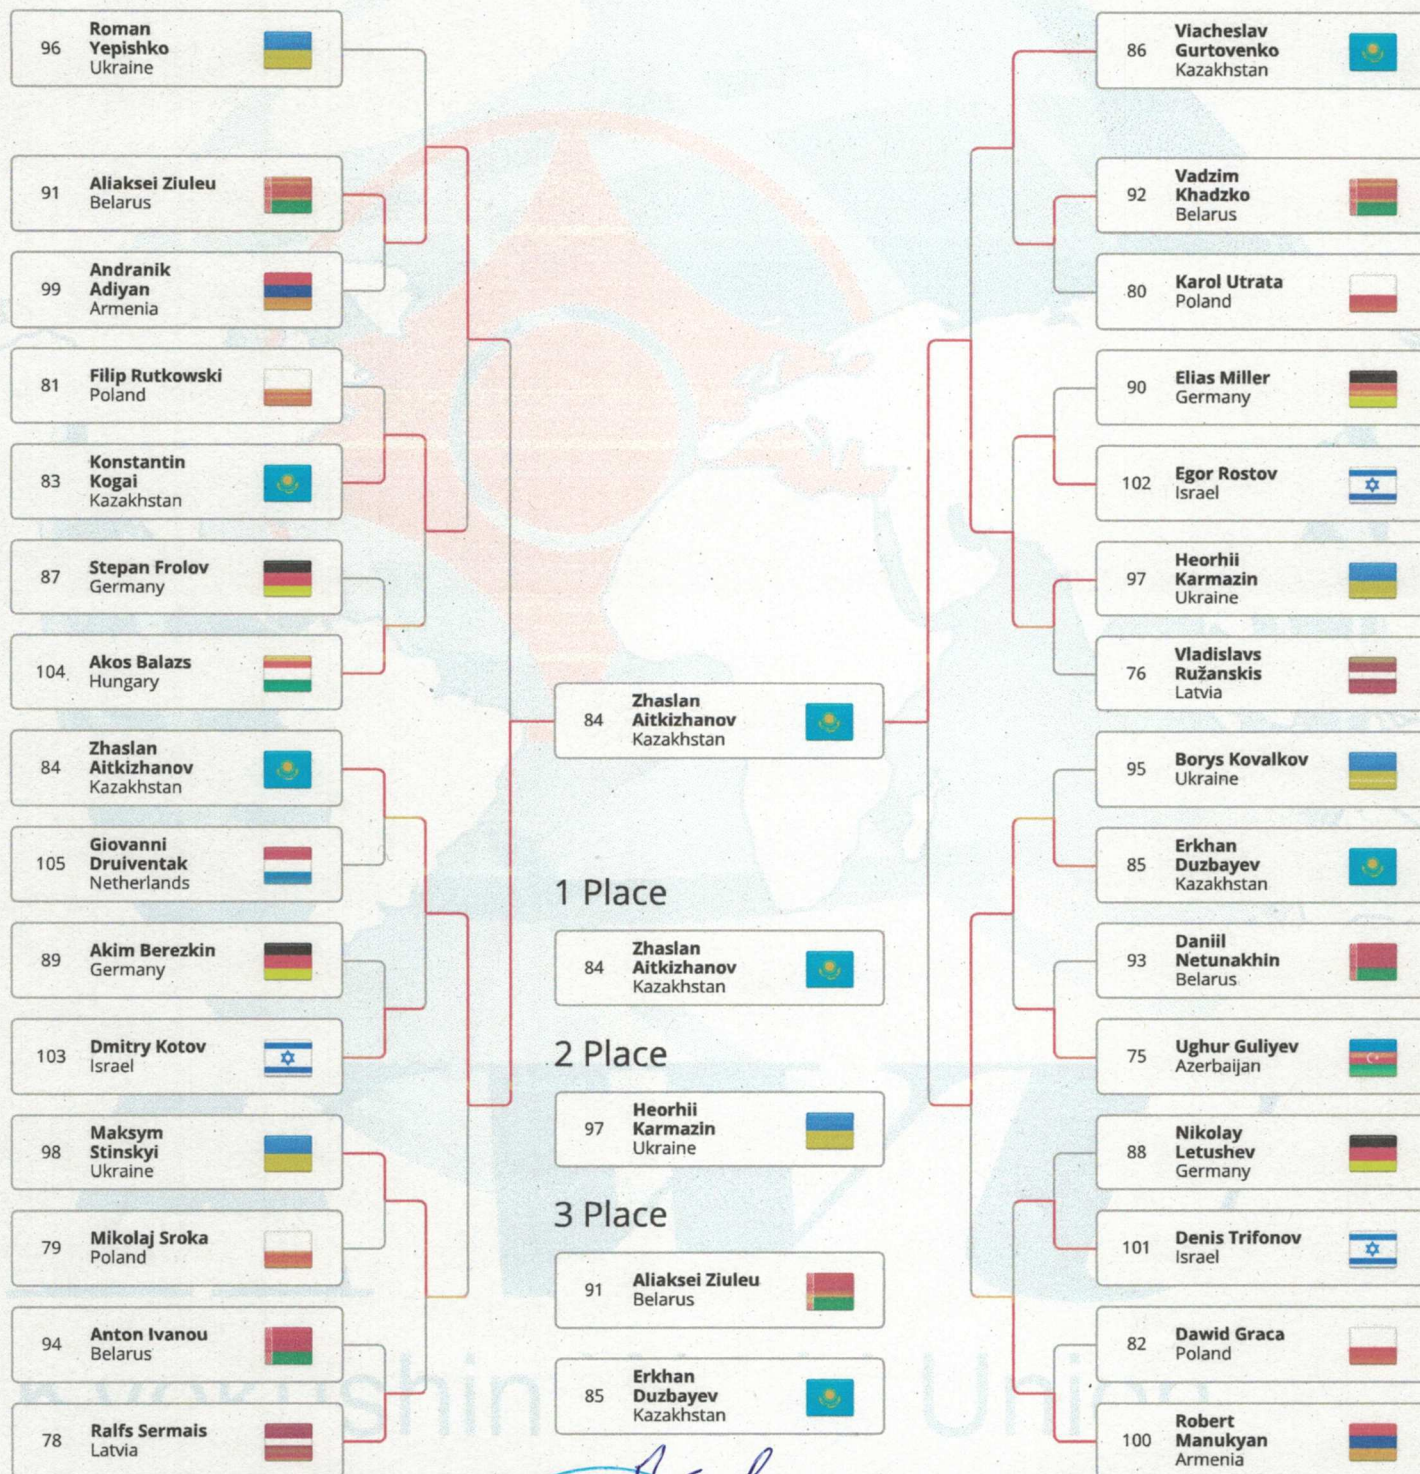 96
Roman
Yepishko
Ukraine
91
Aliaksei Ziuleu
Belarus
99
Andranik
Adiyan
Armenia
81
Filip Rutkowski
Poland
83
Konstantin
Kogai
Kazakhstan
87
Stepan Frolov
Germany
104
Akos Balazs
Hungary
84
Zhaslan
Aitkizhanov
Kazakhstan
105
Giovanni
Druiventak
Netherlands
89
Akim Berezkin
Germany
103
Dmitry Kotov
Israel
98
Maksym
Stinskyi
Ukraine
79
Mikolaj Sroka
Poland
94
Anton Ivanou
Belarus
78
Ralfs Sermais
Latvia
84
Zhaslan
Aitkizhanov
Kazakhstan
1 Place
84
Zhaslan
Aitkizhanov
Kazakhstan
2 Place
97
Heorhii
Karmazin
Ukraine
3 Place
91
Aliaksei Ziuleu
Belarus
85
Erkhan
Duzbayev
Kazakhstan
86
Viacheslav
Gurtovenko
Kazakhstan
92
Vadzim
Khadzko
Belarus
80
Karol Utrata
Poland
90
Elias Miller
Germany
102
Egor Rostov
Israel
97
Heorhii
Karmazin
Ukraine
76
Vladislavs
Ružanskis
Latvia
95
Borys Kovalkov
Ukraine
85
Erkhan
Duzbayev
Kazakhstan
93
Daniil
Netunakhin
Belarus
75
Ughur Guliyev
Azerbaijan
88
Nikolay
Letushev
Germany
101
Denis Trifonov
Israel
82
Dawid Graca
Poland
100
Robert
Manukyan
Armenia